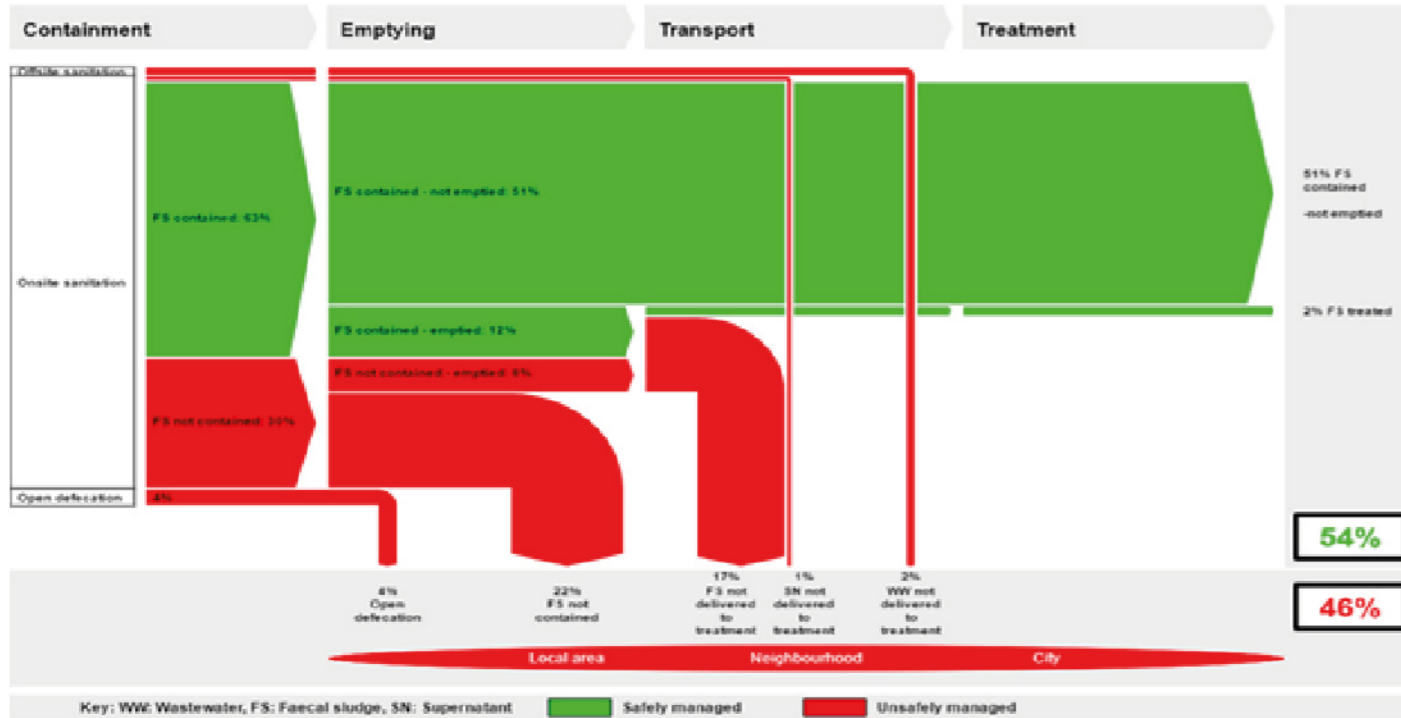 Containment
Emptying
Transport
Treatment
Offsite sanitation
Onsite sanitation
Open defecation
FS contained: 63%
FS not contained: 30%
4%
FS contained - not emptied: 51%
FS contained - emptied: 12%
FS not contained - emptied: 8%
51% FS
contained
-not emptied
2% FS treated
54%
46%
4%
Open
defecation
22%
FS not
contained
17%
FS not
delivered
to
treatment
1%
SN not
delivered
to
treatment
2%
WW not
delivered
to
treatment
Local area
Neighbourhood
City
Key: WW: Wastewater, FS: Faecal sludge, SN: Supernatant
Safely managed
Unsafely managed